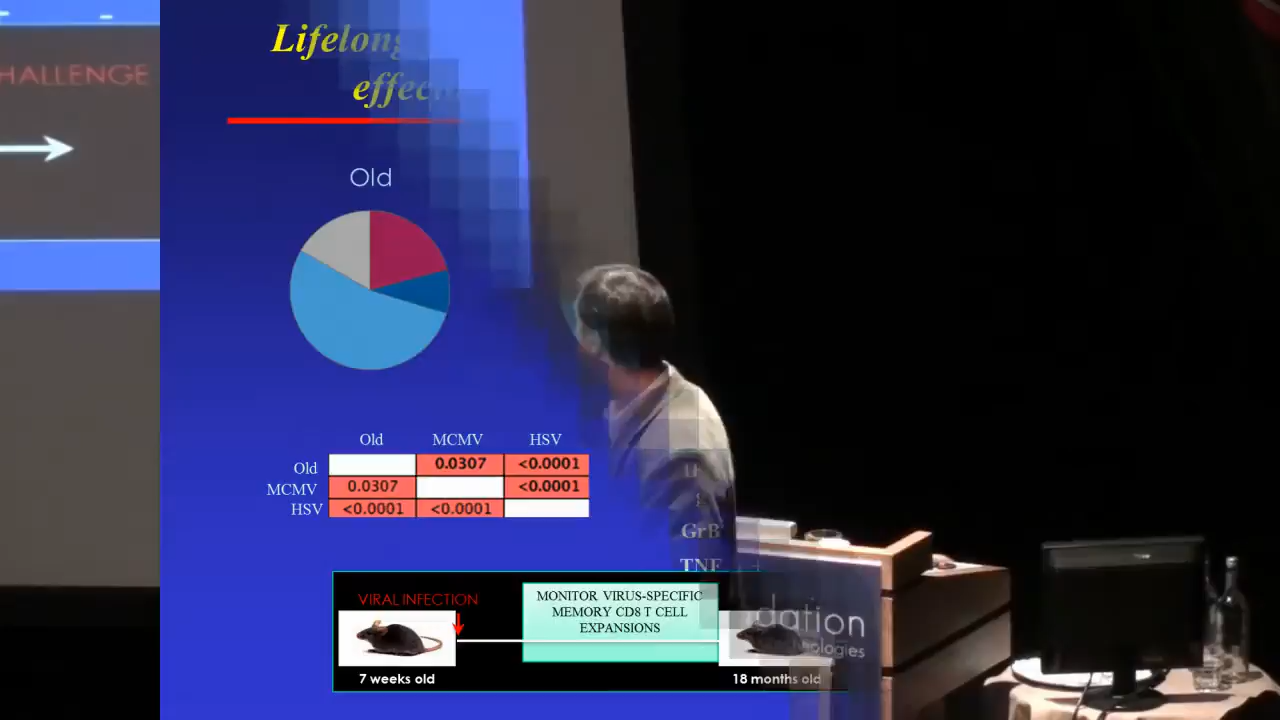 HALLENGE
Lifelong
effec
Old
Old MCMV HSV
Old 0.0307 <0.0001
MCMV 0.0307 <0.0001
HSV <0.0001 <0.0001
GrB
TNF
VIRAL INFECTION
MONITOR VIRUS-SPECIFIC
MEMORY CD8 T CELL
EXPANSIONS
7 weeks old
18 months old
dation
nologies